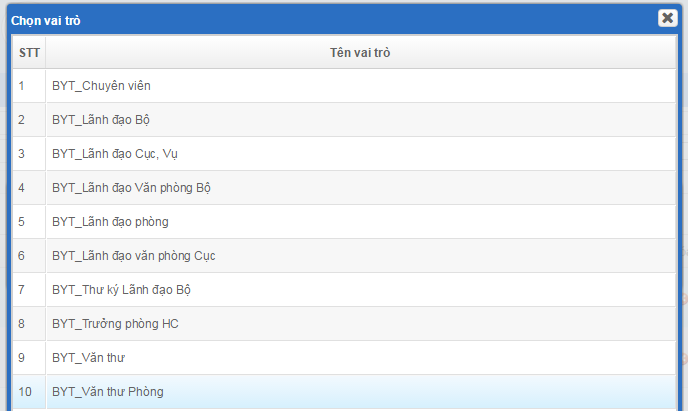 Chọn vai trò
STT Tên vai trò
1 BYT_Chuyên viên
2 BYT_Lãnh đạo Bộ
3 BYT_Lãnh đạo Cục, Vụ
4 BYT_Lãnh đạo Văn phòng Bộ
5 BYT_Lãnh đạo phòng
6 BYT_Lãnh đạo văn phòng Cục
7 BYT_Thư ký Lãnh đạo Bộ
8 BYT_Trưởng phòng HC
9 BYT_Văn thư
10 BYT_Văn thư Phòng